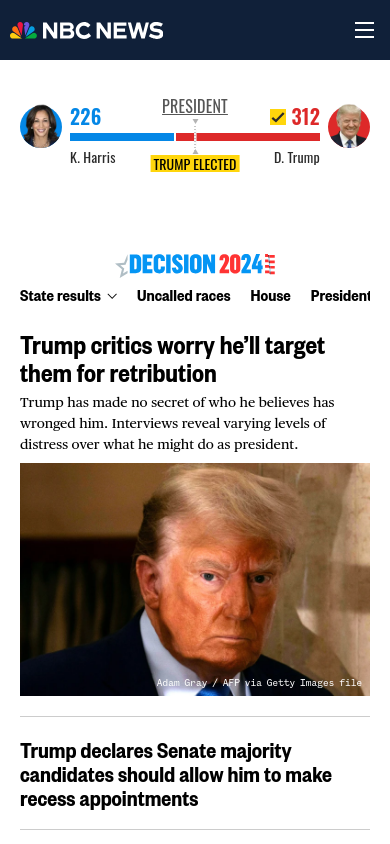 NBC NEWS
PRESIDENT
226
312
K. Harris
TRUMP ELECTED
D. Trump
DECISION 2024
State results
Uncalled races
House
President
Trump critics worry he’ll target
them for retribution
Trump has made no secret of who he believes has
wronged him. Interviews reveal varying levels of
distress over what he might do as president.
Adam Gray / AFP via Getty Images file
Trump declares Senate majority
candidates should allow him to make
recess appointments